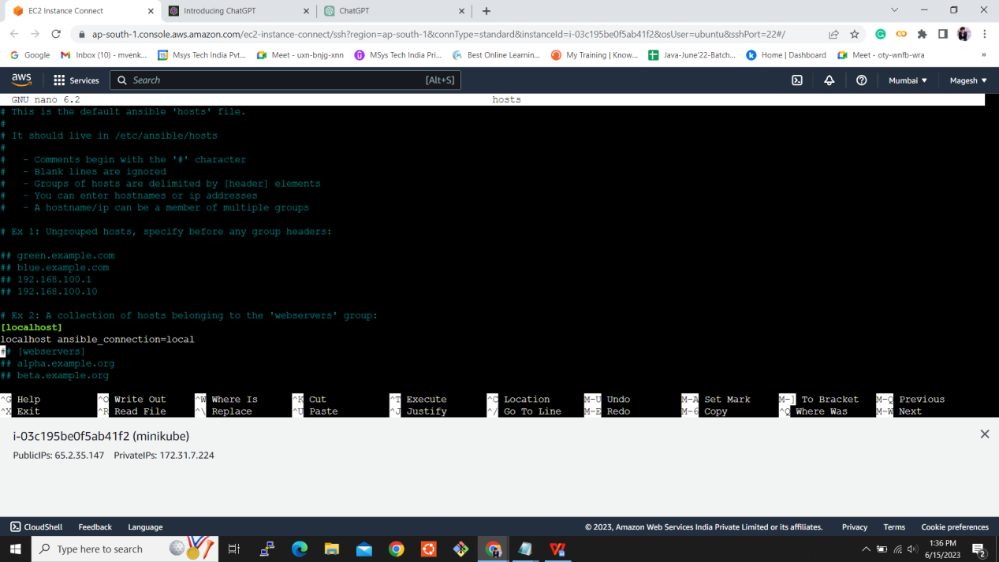 EC2 Instance Connect
Introducing ChatGPT
ChatGPT
ap-south-1.console.aws.amazon.com/ec2-instance-connect/ssh?region=ap-south-1&connType=standard&instanceId=i-03c195be0f5ab41f2&osUser=ubuntu&sshPort=22#/
Google Inbox (10) - mvenk... Msys Tech India Pvt... Meet - uxn-bnjg-xnn MSys Tech India Pri... Best Online Learnin... My Training | Know... Java-June'22-Batch... Home | Dashboard Meet - oty-wnfb-wra »
aws Services Search [Alt+S] Mumbai ▼ Magesh ▼
GNU nano 6.2 hosts
# This is the default ansible 'hosts' file.
#
# It should live in /etc/ansible/hosts
#
#   - Comments begin with the '#' character
#   - Blank lines are ignored
#   - Groups of hosts are delimited by [header] elements
#   - You can enter hostnames or ip addresses
#   - A hostname/ip can be a member of multiple groups
# Ex 1: Ungrouped hosts, specify before any group headers:
## green.example.com
## blue.example.com
## 192.168.100.1
## 192.168.100.10
# Ex 2: A collection of hosts belonging to the 'webservers' group:
[localhost]
localhost ansible_connection=local
## [webservers]
## alpha.example.org
## beta.example.org
^G Help ^O Write Out ^W Where Is ^K Cut ^T Execute ^C Location M-U Undo M-A Set Mark M-] To Bracket M-Q Previous
^X Exit ^R Read File ^\ Replace ^U Paste ^J Justify ^/ Go To Line M-E Redo M-6 Copy ^Q Where Was M-W Next
i-03c195be0f5ab41f2 (minikube)
PublicIPs: 65.2.35.147 PrivateIPs: 172.31.7.224
CloudShell Feedback Language © 2023, Amazon Web Services India Private Limited or its affiliates. Privacy Terms Cookie preferences
Type here to search
1:36 PM
6/15/2023
2